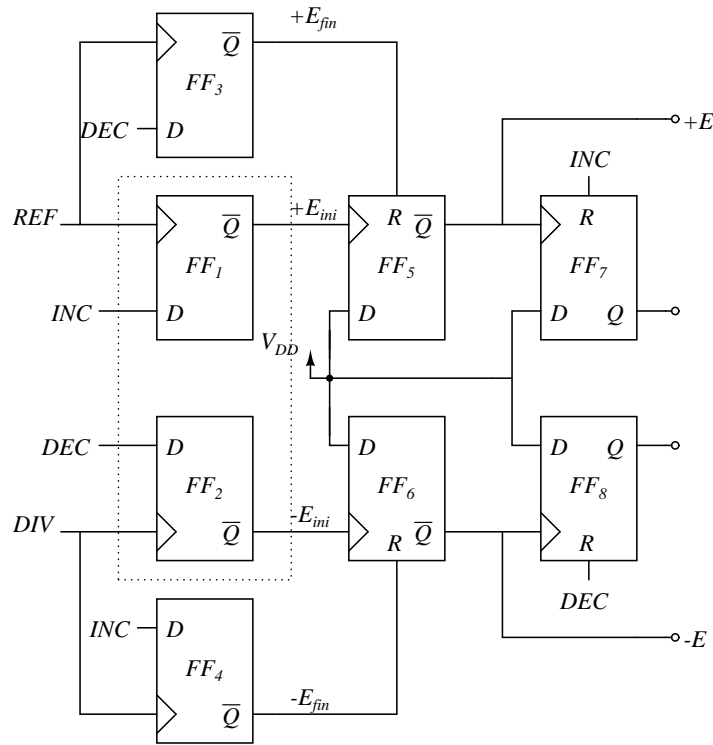 +E_fin
Q̅
FF_3
DEC D
+E
INC
REF +E_ini
Q̅ R Q̅ R
FF_1 FF_5 FF_7
INC D D D Q
V_DD
DEC D D D Q
FF_2 FF_6 FF_8
DIV -E_ini
Q̅ R Q̅ R
DEC
INC D
-E
FF_4
Q̅ -E_fin